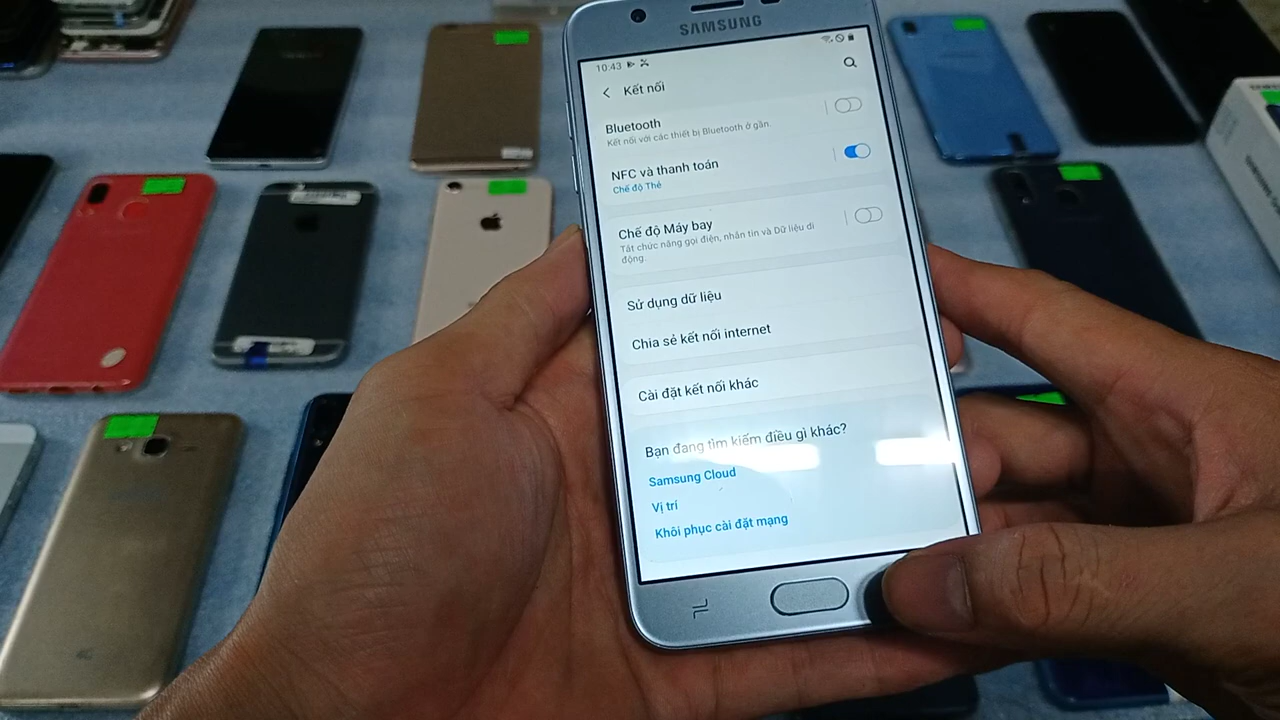 SAMSUNG
10:43
Kết nối
Bluetooth
Kết nối với các thiết bị Bluetooth ở gần.
NFC và thanh toán
Chế độ Thẻ
Chế độ Máy bay
Tắt chức năng gọi điện, nhắn tin và Dữ liệu di
động.
Sử dụng dữ liệu
Chia sẻ kết nối internet
Cài đặt kết nối khác
Bạn đang tìm kiếm điều gì khác?
Samsung Cloud
Vị trí
Khôi phục cài đặt mạng